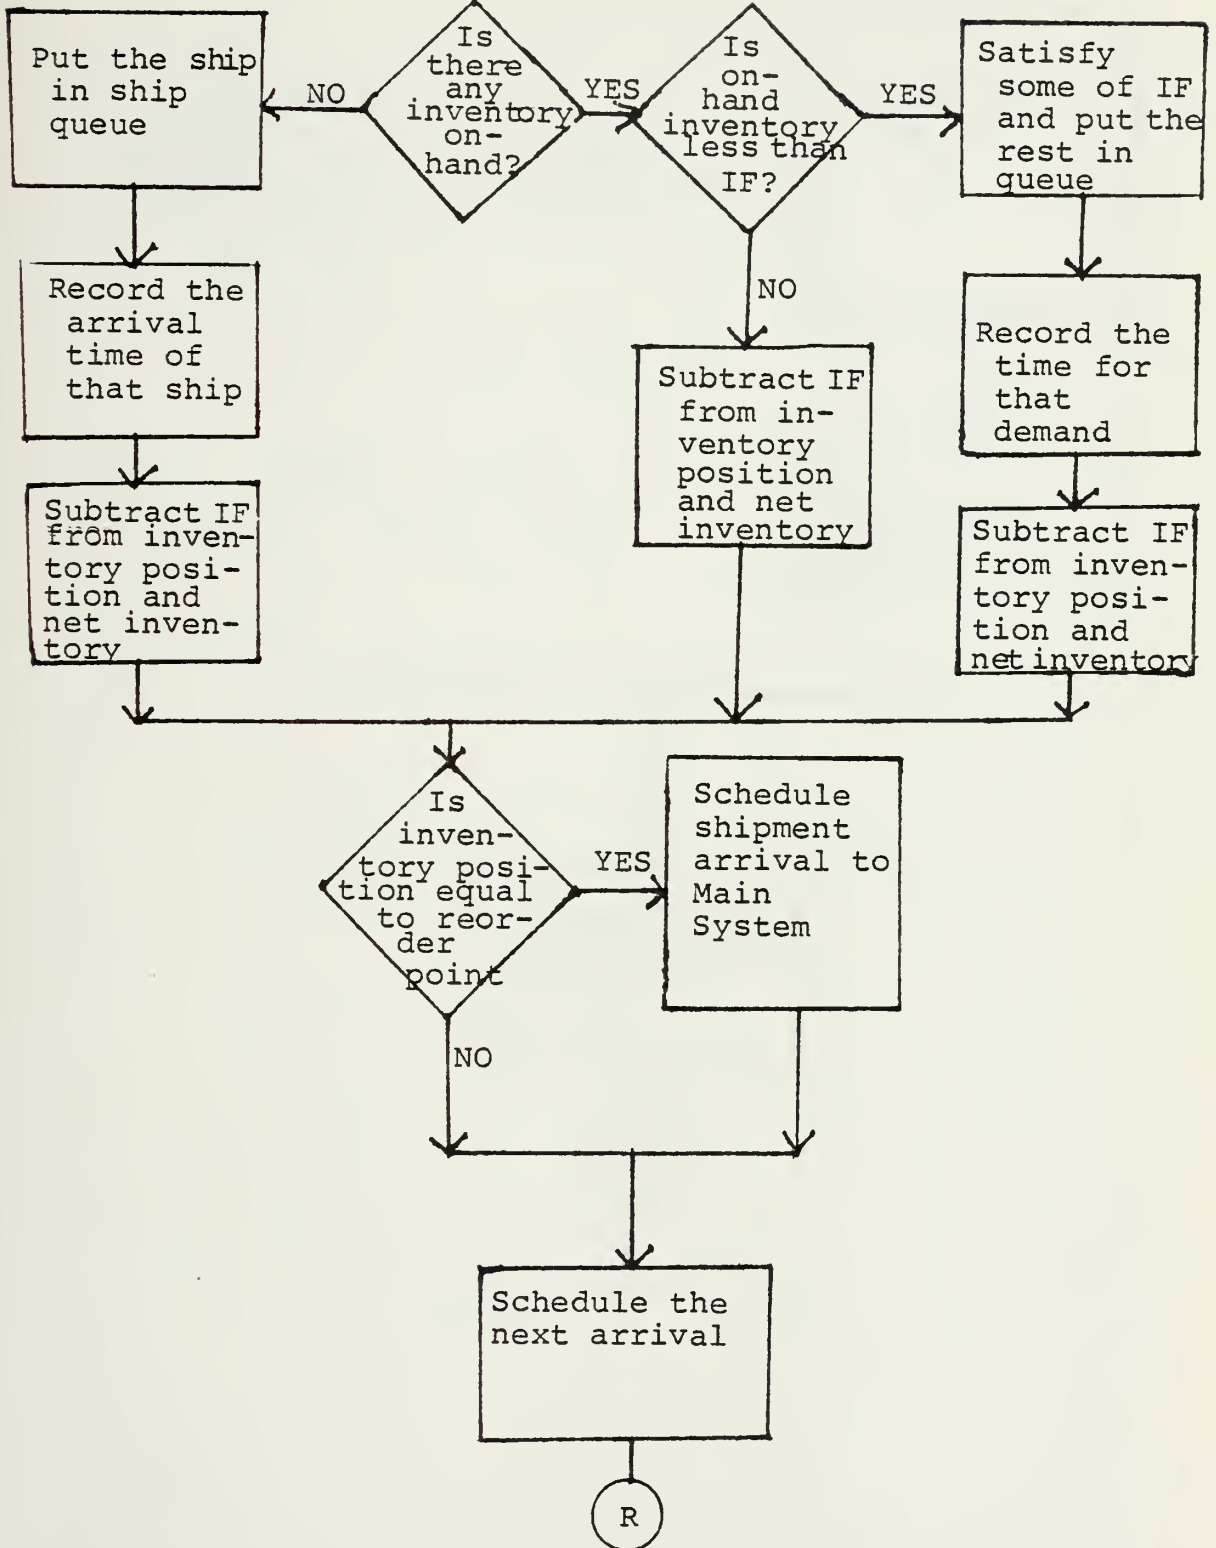 Put the ship
in ship
queue
NO
Is
there
any
inventory
on-
hand?
YES
Is
on-
hand
inventory
less than
IF?
YES
Satisfy
some of IF
and put the
rest in
queue
Record the
arrival
time of
that ship
NO
Subtract IF
from in-
ventory
position
and net
inventory
Record the
time for
that
demand
Subtract IF
from inven-
tory posi-
tion and
net inven-
tory
Subtract IF
from inven-
tory posi-
tion and
net inventory
Is
inven-
tory posi-
tion equal
to reor-
der
point
YES
Schedule
shipment
arrival to
Main
System
NO
Schedule the
next arrival
R